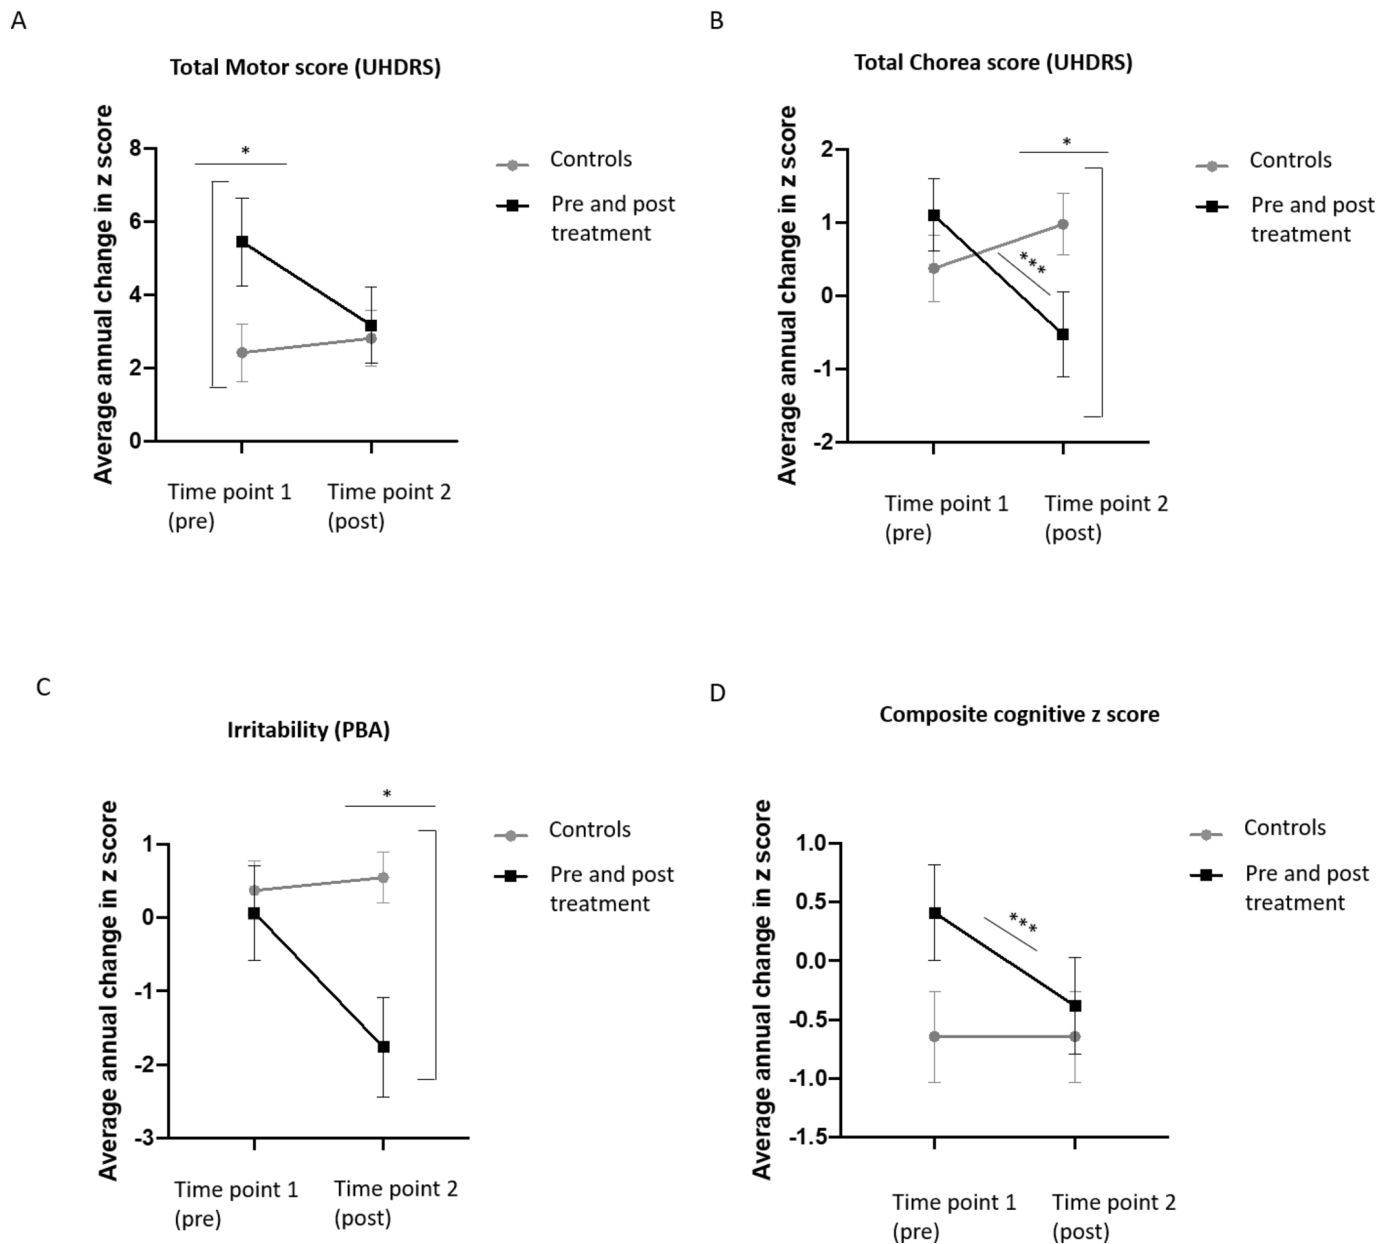 A
Total Motor score (UHDRS)
Average annual change in z score
8
6
4
2
0
*
Time point 1
(pre)
Time point 2
(post)
Controls
Pre and post
treatment
B
Total Chorea score (UHDRS)
Average annual change in z score
2
1
0
-1
-2
*
***
Time point 1
(pre)
Time point 2
(post)
Controls
Pre and post
treatment
C
Irritability (PBA)
Average annual change in z score
1
0
-1
-2
-3
*
Time point 1
(pre)
Time point 2
(post)
Controls
Pre and post
treatment
D
Composite cognitive z score
Average annual change in z score
1.0
0.5
0.0
-0.5
-1.0
-1.5
***
Time point 1
(pre)
Time point 2
(post)
Controls
Pre and post
treatment